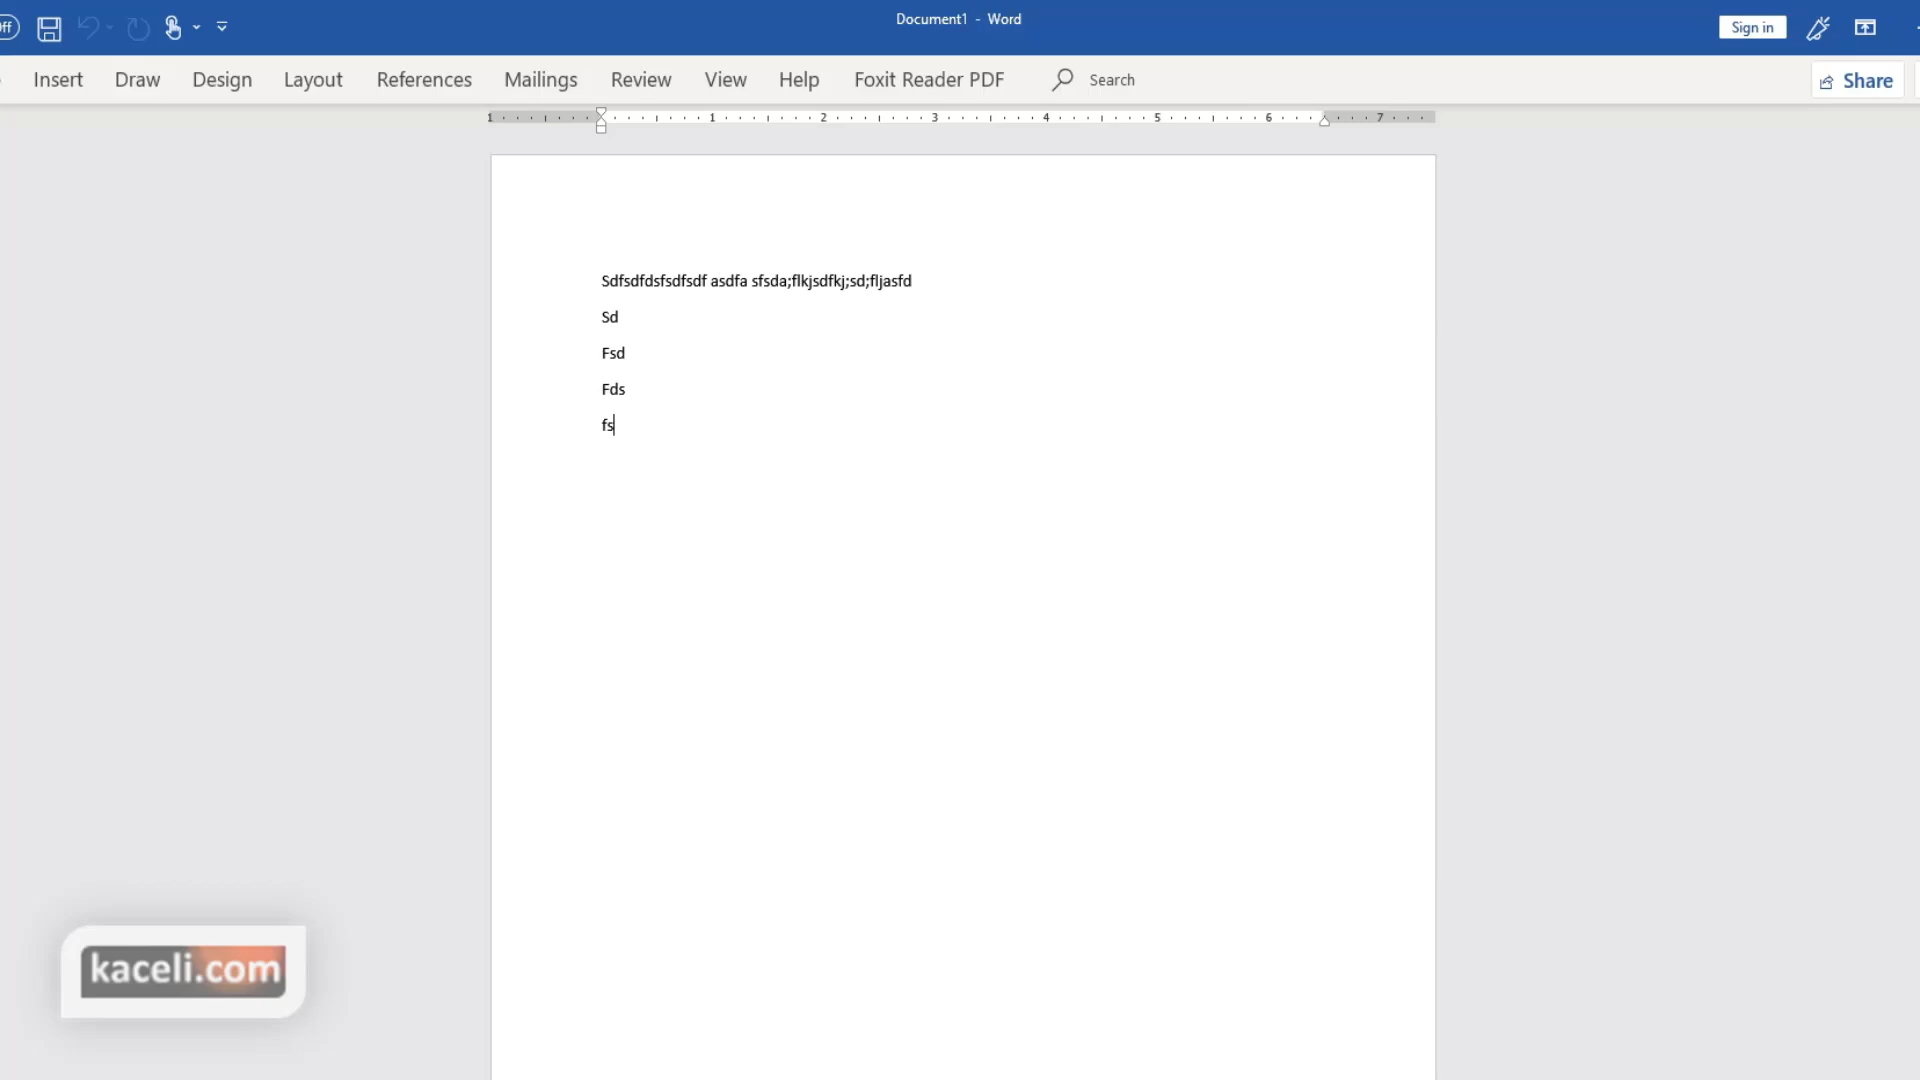 ff
Document1 - Word
Sign in
Insert Draw Design Layout References Mailings Review View Help Foxit Reader PDF Search Share
1 1 2 3 4 5 6 7
Sdfsdfdsfsdfsdf asdfa sfsda;flkjsdfkj;sd;fljasfd
Sd
Fsd
Fds
fs
kaceli.com